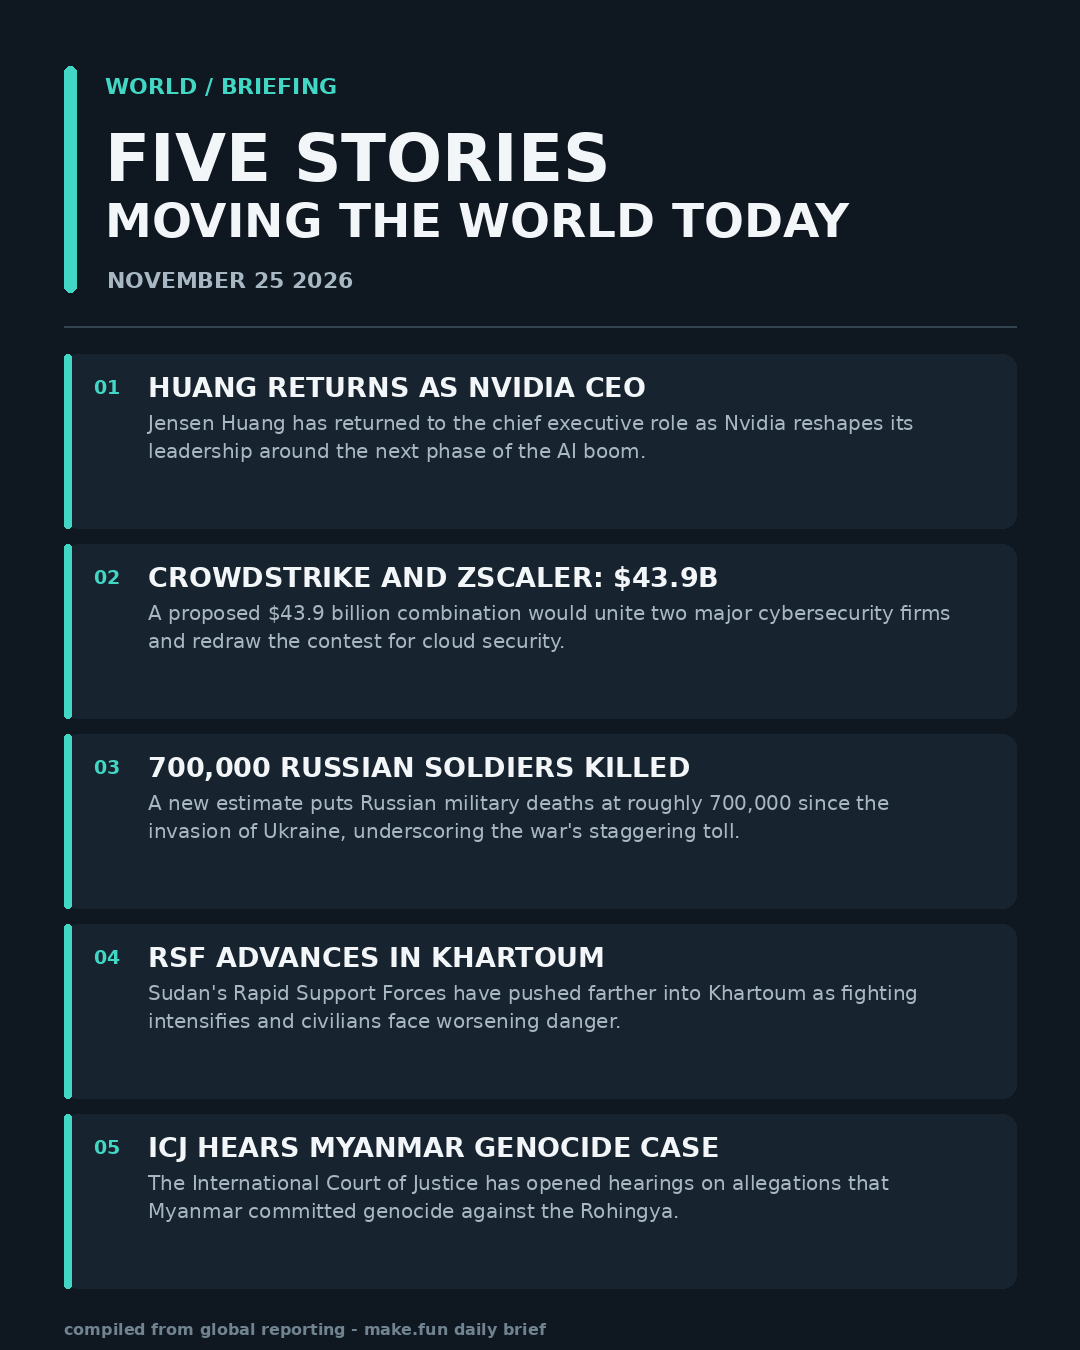 WORLD / BRIEFING
FIVE STORIES
MOVING THE WORLD TODAY
NOVEMBER 25 2026
01
HUANG RETURNS AS NVIDIA CEO
Jensen Huang has returned to the chief executive role as Nvidia reshapes its
leadership around the next phase of the AI boom.
02
CROWDSTRIKE AND ZSCALER: $43.9B
A proposed $43.9 billion combination would unite two major cybersecurity firms
and redraw the contest for cloud security.
03
700,000 RUSSIAN SOLDIERS KILLED
A new estimate puts Russian military deaths at roughly 700,000 since the
invasion of Ukraine, underscoring the war's staggering toll.
04
RSF ADVANCES IN KHARTOUM
Sudan's Rapid Support Forces have pushed farther into Khartoum as fighting
intensifies and civilians face worsening danger.
05
ICJ HEARS MYANMAR GENOCIDE CASE
The International Court of Justice has opened hearings on allegations that
Myanmar committed genocide against the Rohingya.
compiled from global reporting - make.fun daily brief